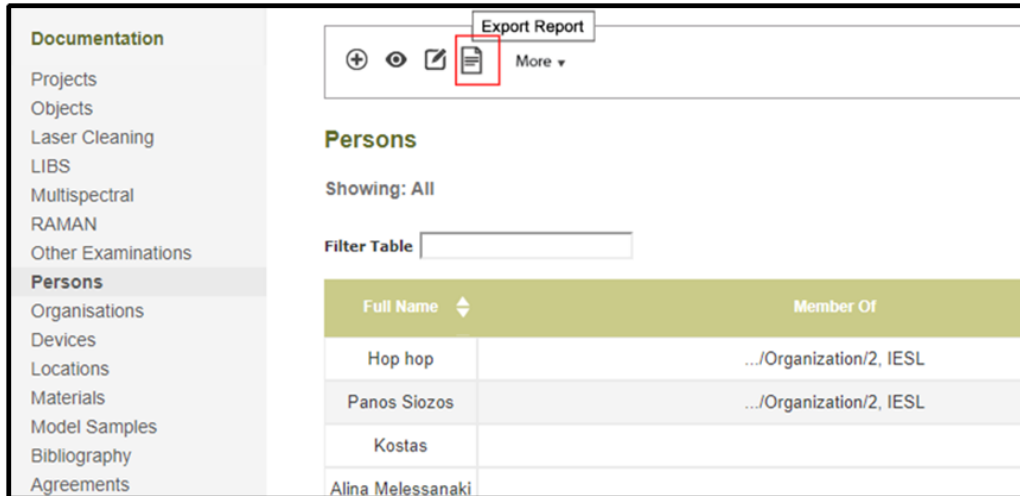 Documentation
Projects
Objects
Laser Cleaning
LIBS
Multispectral
RAMAN
Other Examinations
Persons
Organisations
Devices
Locations
Materials
Model Samples
Bibliography
Agreements
Export Report
More
Persons
Showing: All
Filter Table
Full Name Member Of
Hop hop .../Organization/2, IESL
Panos Siozos .../Organization/2, IESL
Kostas
Alina Melessanaki